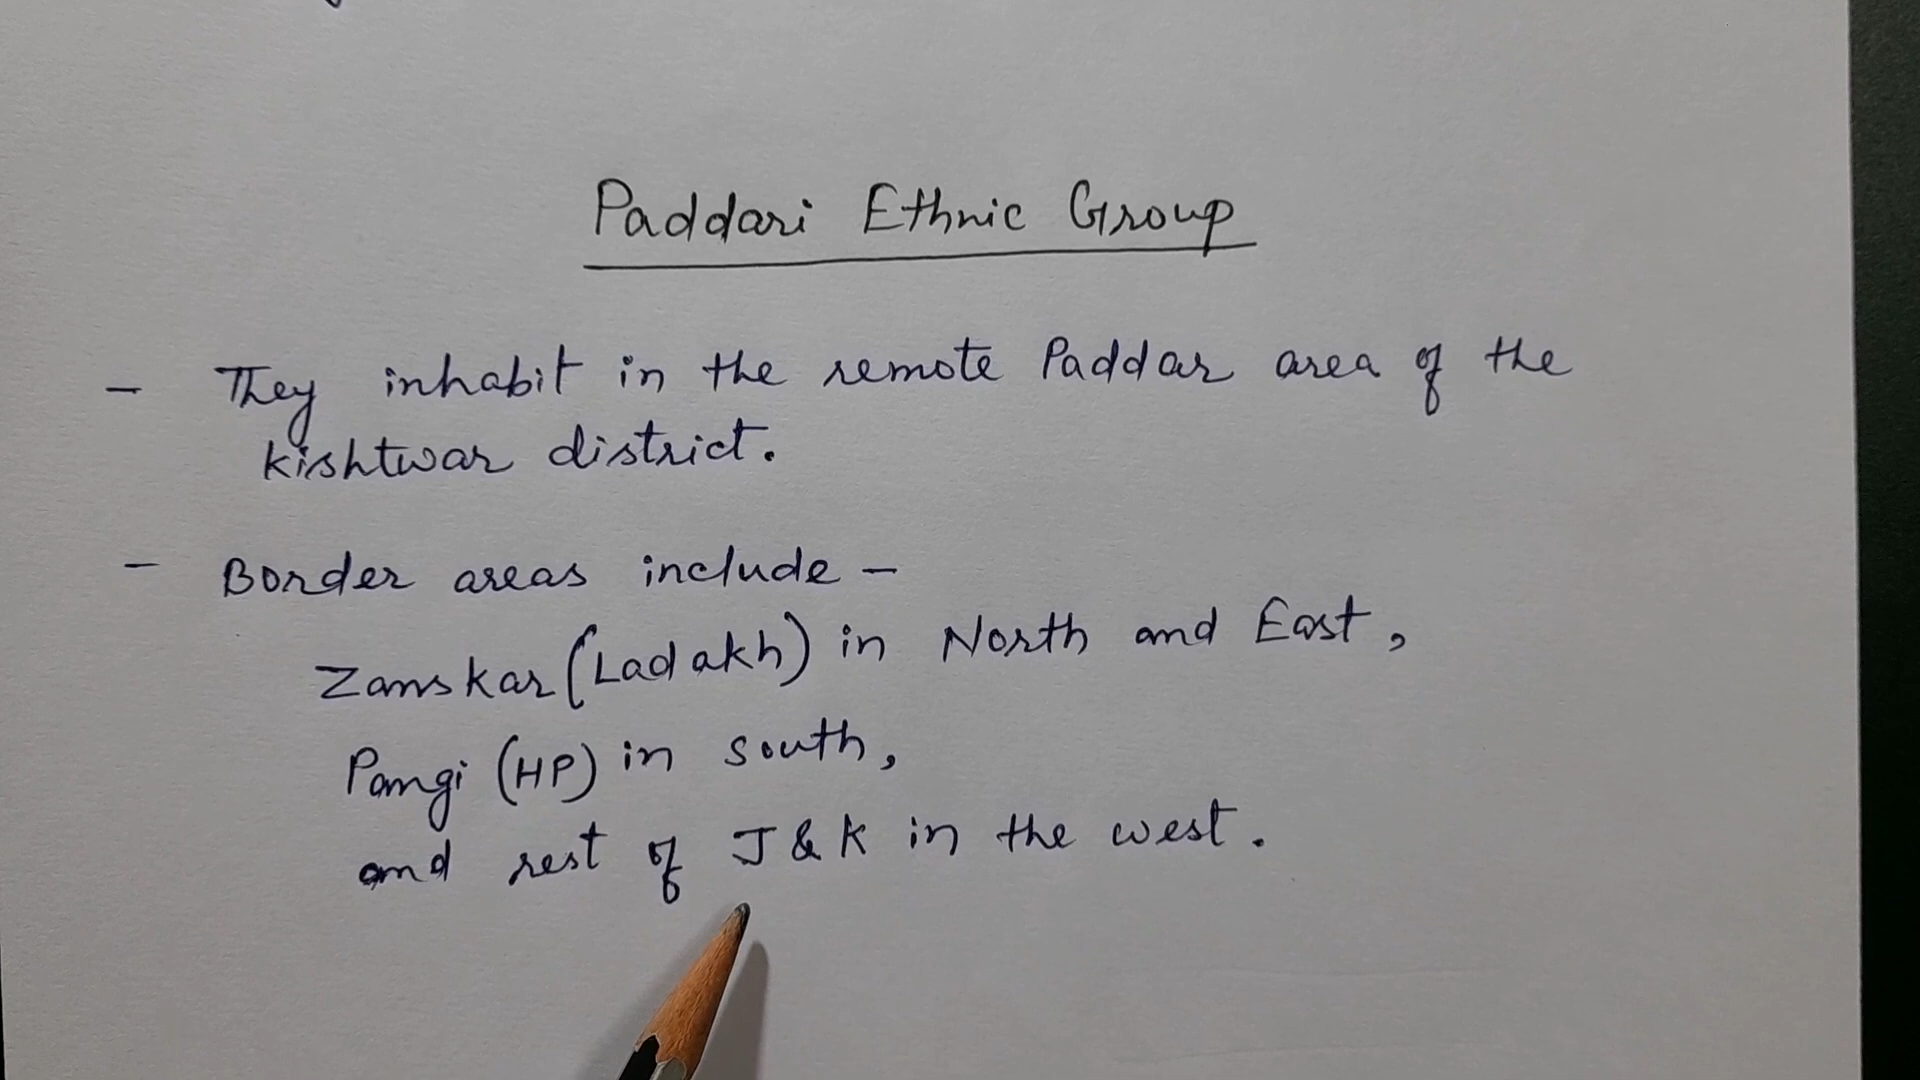 Paddari Ethnic Group
- They inhabit in the remote Paddar area of the
Kishtwar district.
- Border areas include -
Zanskar (Ladakh) in North and East,
Pangi (HP) in south,
and rest of J & K in the west.